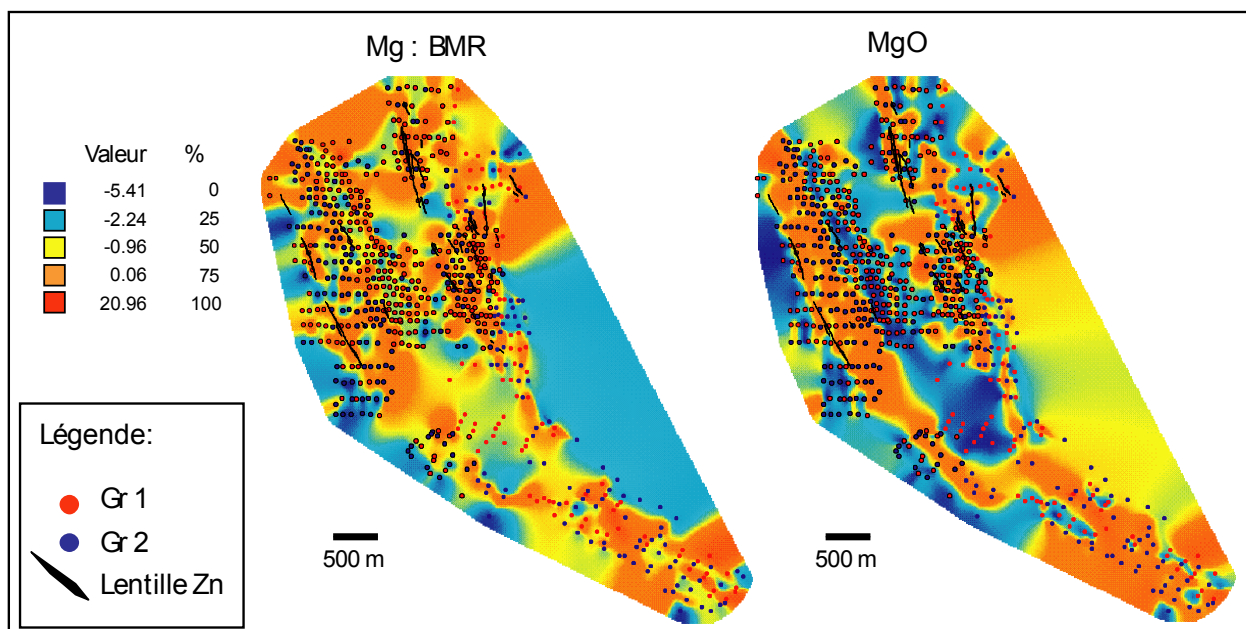 Mg : BMR
MgO
Valeur %
-5.41 0
-2.24 25
-0.96 50
0.06 75
20.96 100
Légende:
Gr 1
Gr 2
Lentille Zn
500 m
500 m